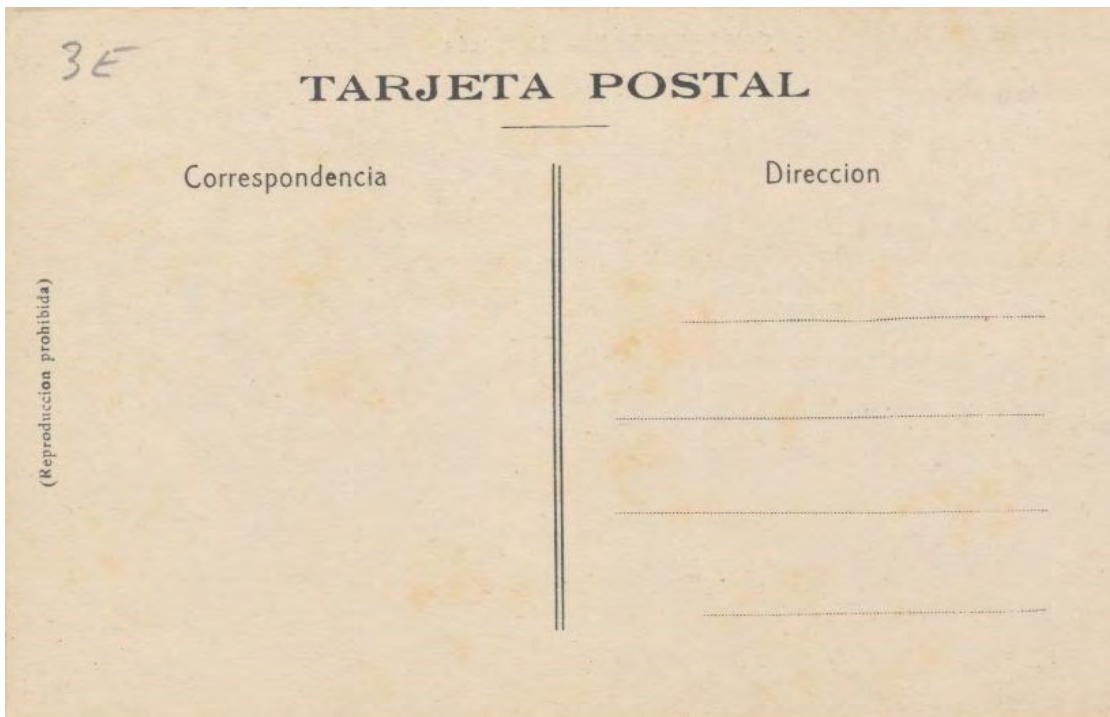 3E
TARJETA POSTAL
Correspondencia
Direccion
(Reproduccion prohibida)